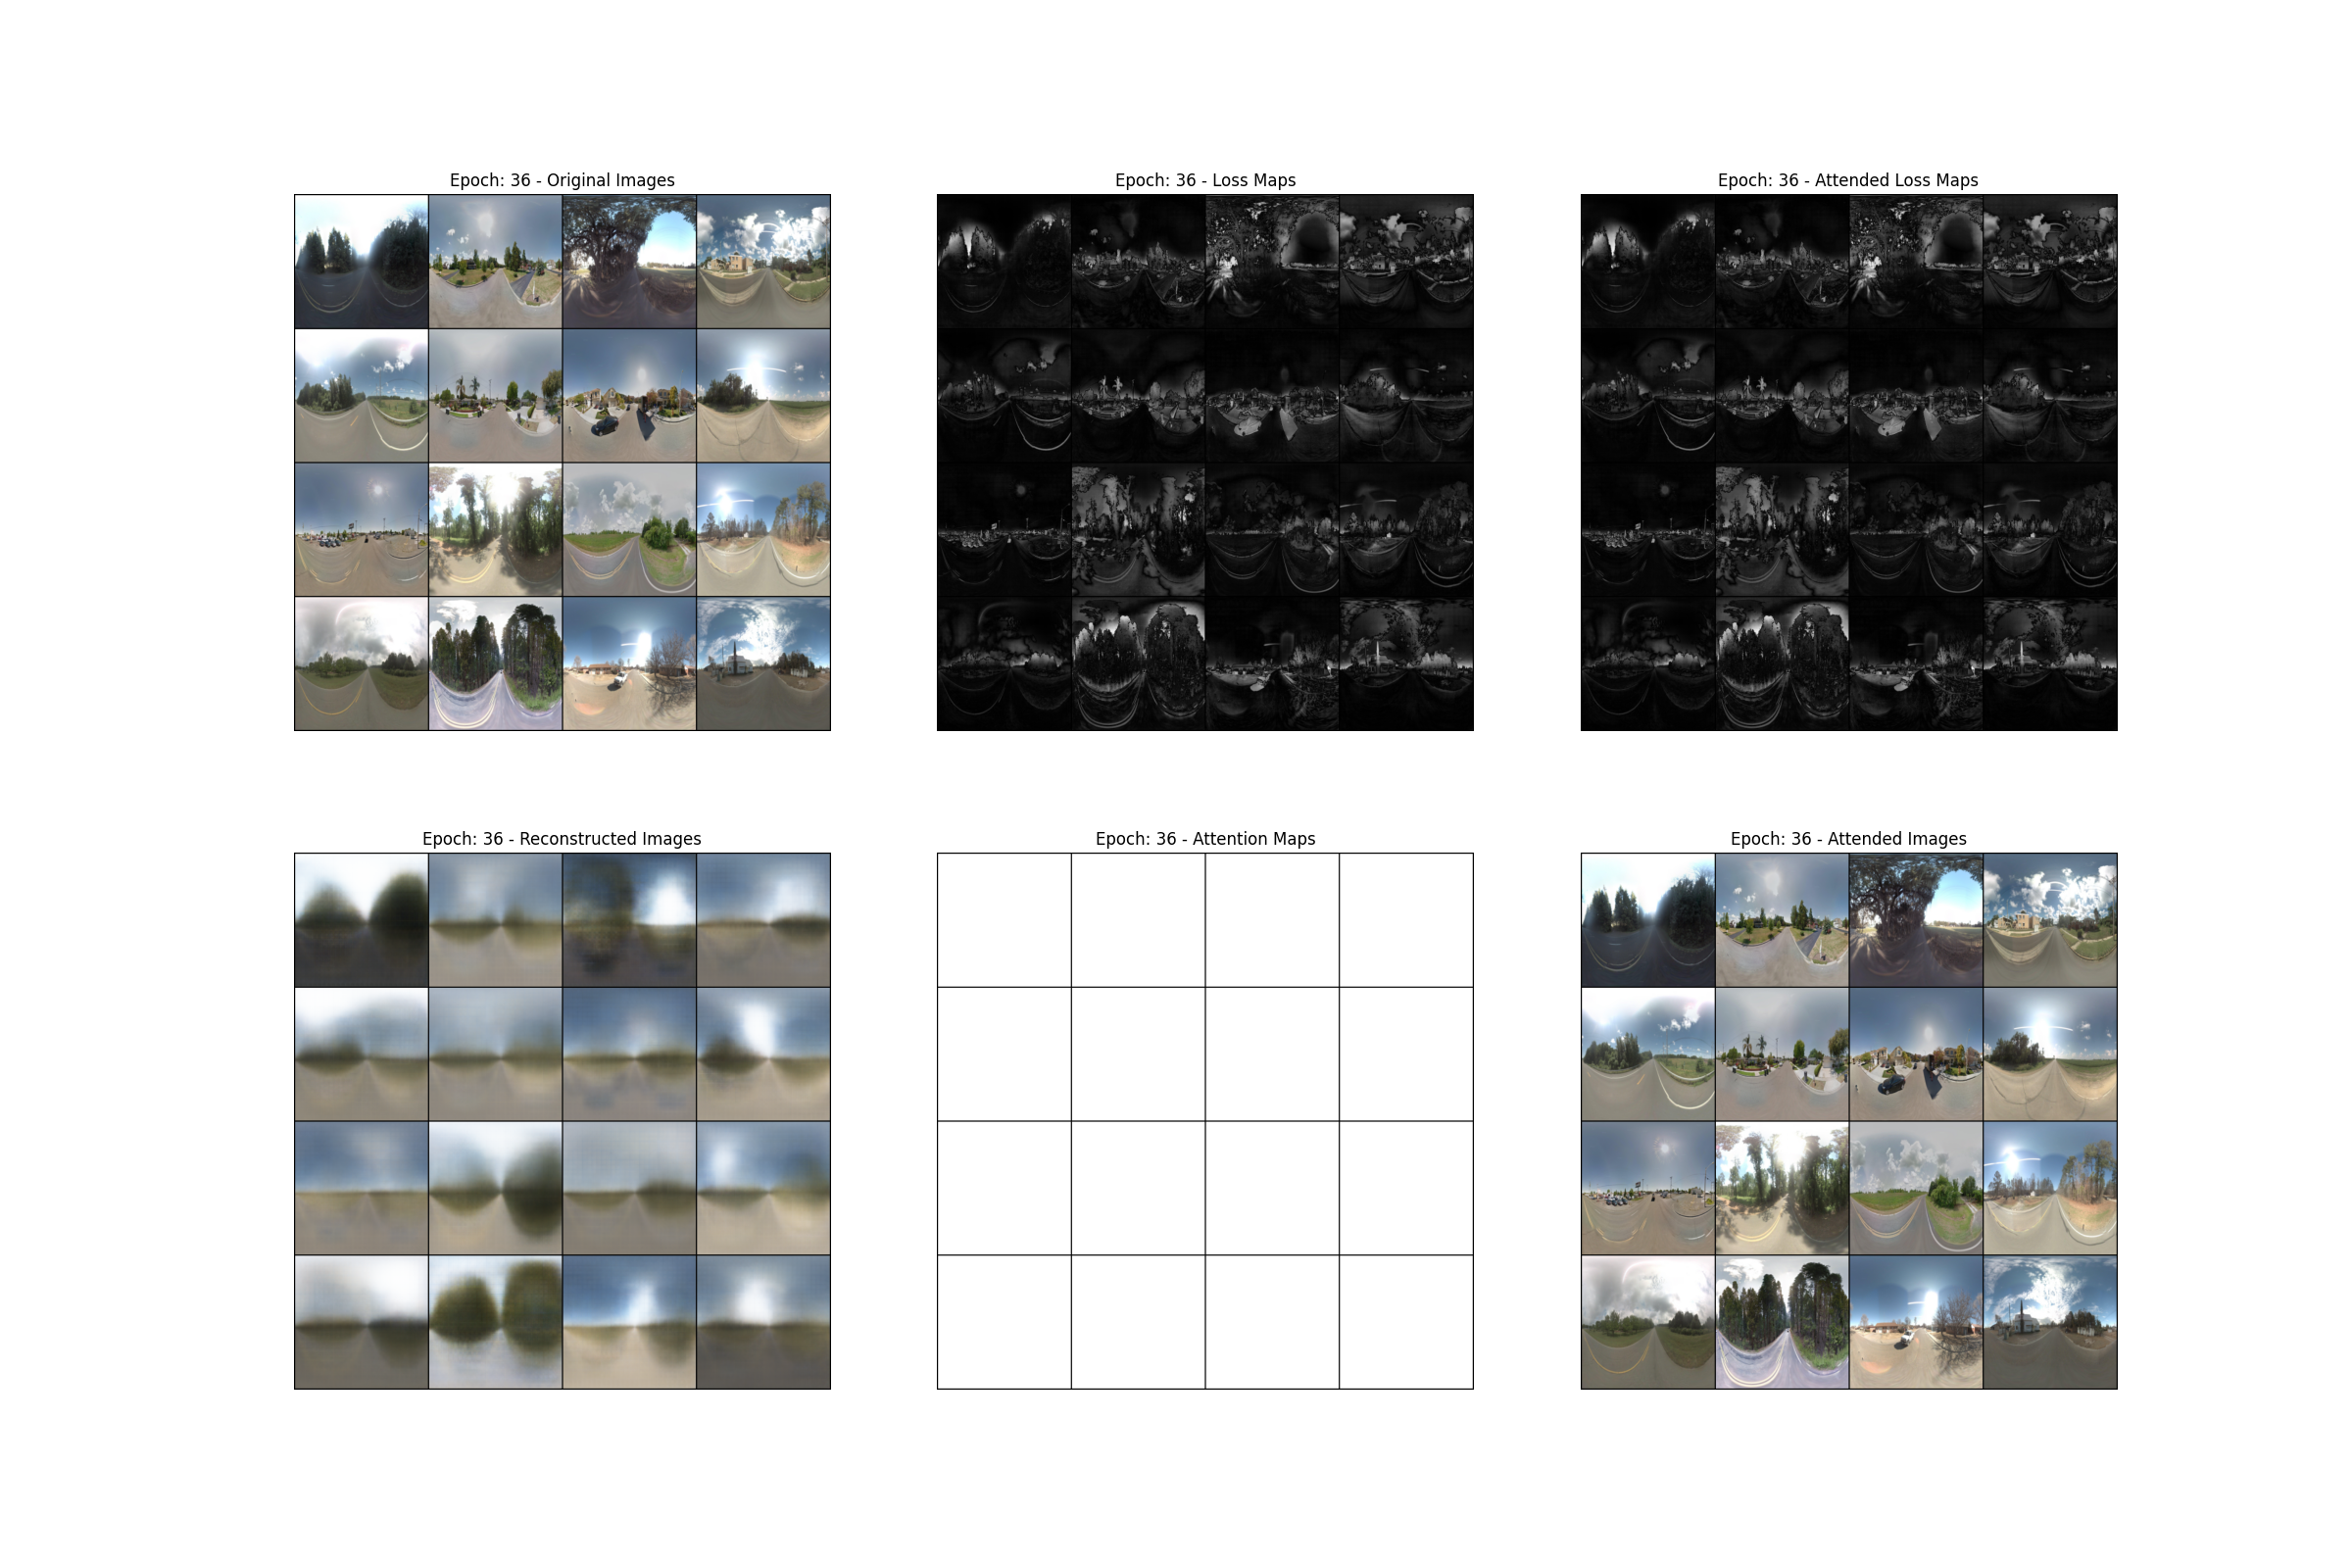 Epoch: 36 - Original Images
Epoch: 36 - Loss Maps
Epoch: 36 - Attended Loss Maps
Epoch: 36 - Reconstructed Images
Epoch: 36 - Attention Maps
Epoch: 36 - Attended Images